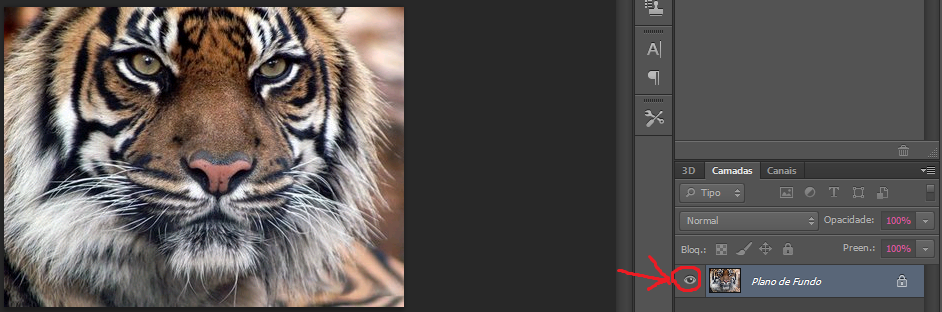 A|
¶
3D Camadas Canais
Tipo T
Normal Opacidade: 100%
Bloq.: Preen.: 100%
Plano de Fundo